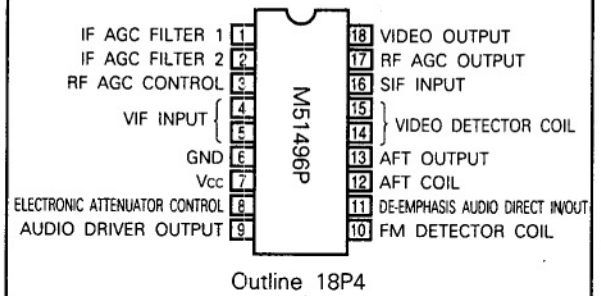 IF AGC FILTER 1 1
IF AGC FILTER 2 2
RF AGC CONTROL 3
VIF INPUT 4
5
GND 6
Vcc 7
ELECTRONIC ATTENUATOR CONTROL 8
AUDIO DRIVER OUTPUT 9
M51496P
18 VIDEO OUTPUT
17 RF AGC OUTPUT
16 SIF INPUT
15
14 VIDEO DETECTOR COIL
13 AFT OUTPUT
12 AFT COIL
11 DE-EMPHASIS AUDIO DIRECT IN/OUT
10 FM DETECTOR COIL
Outline 18P4